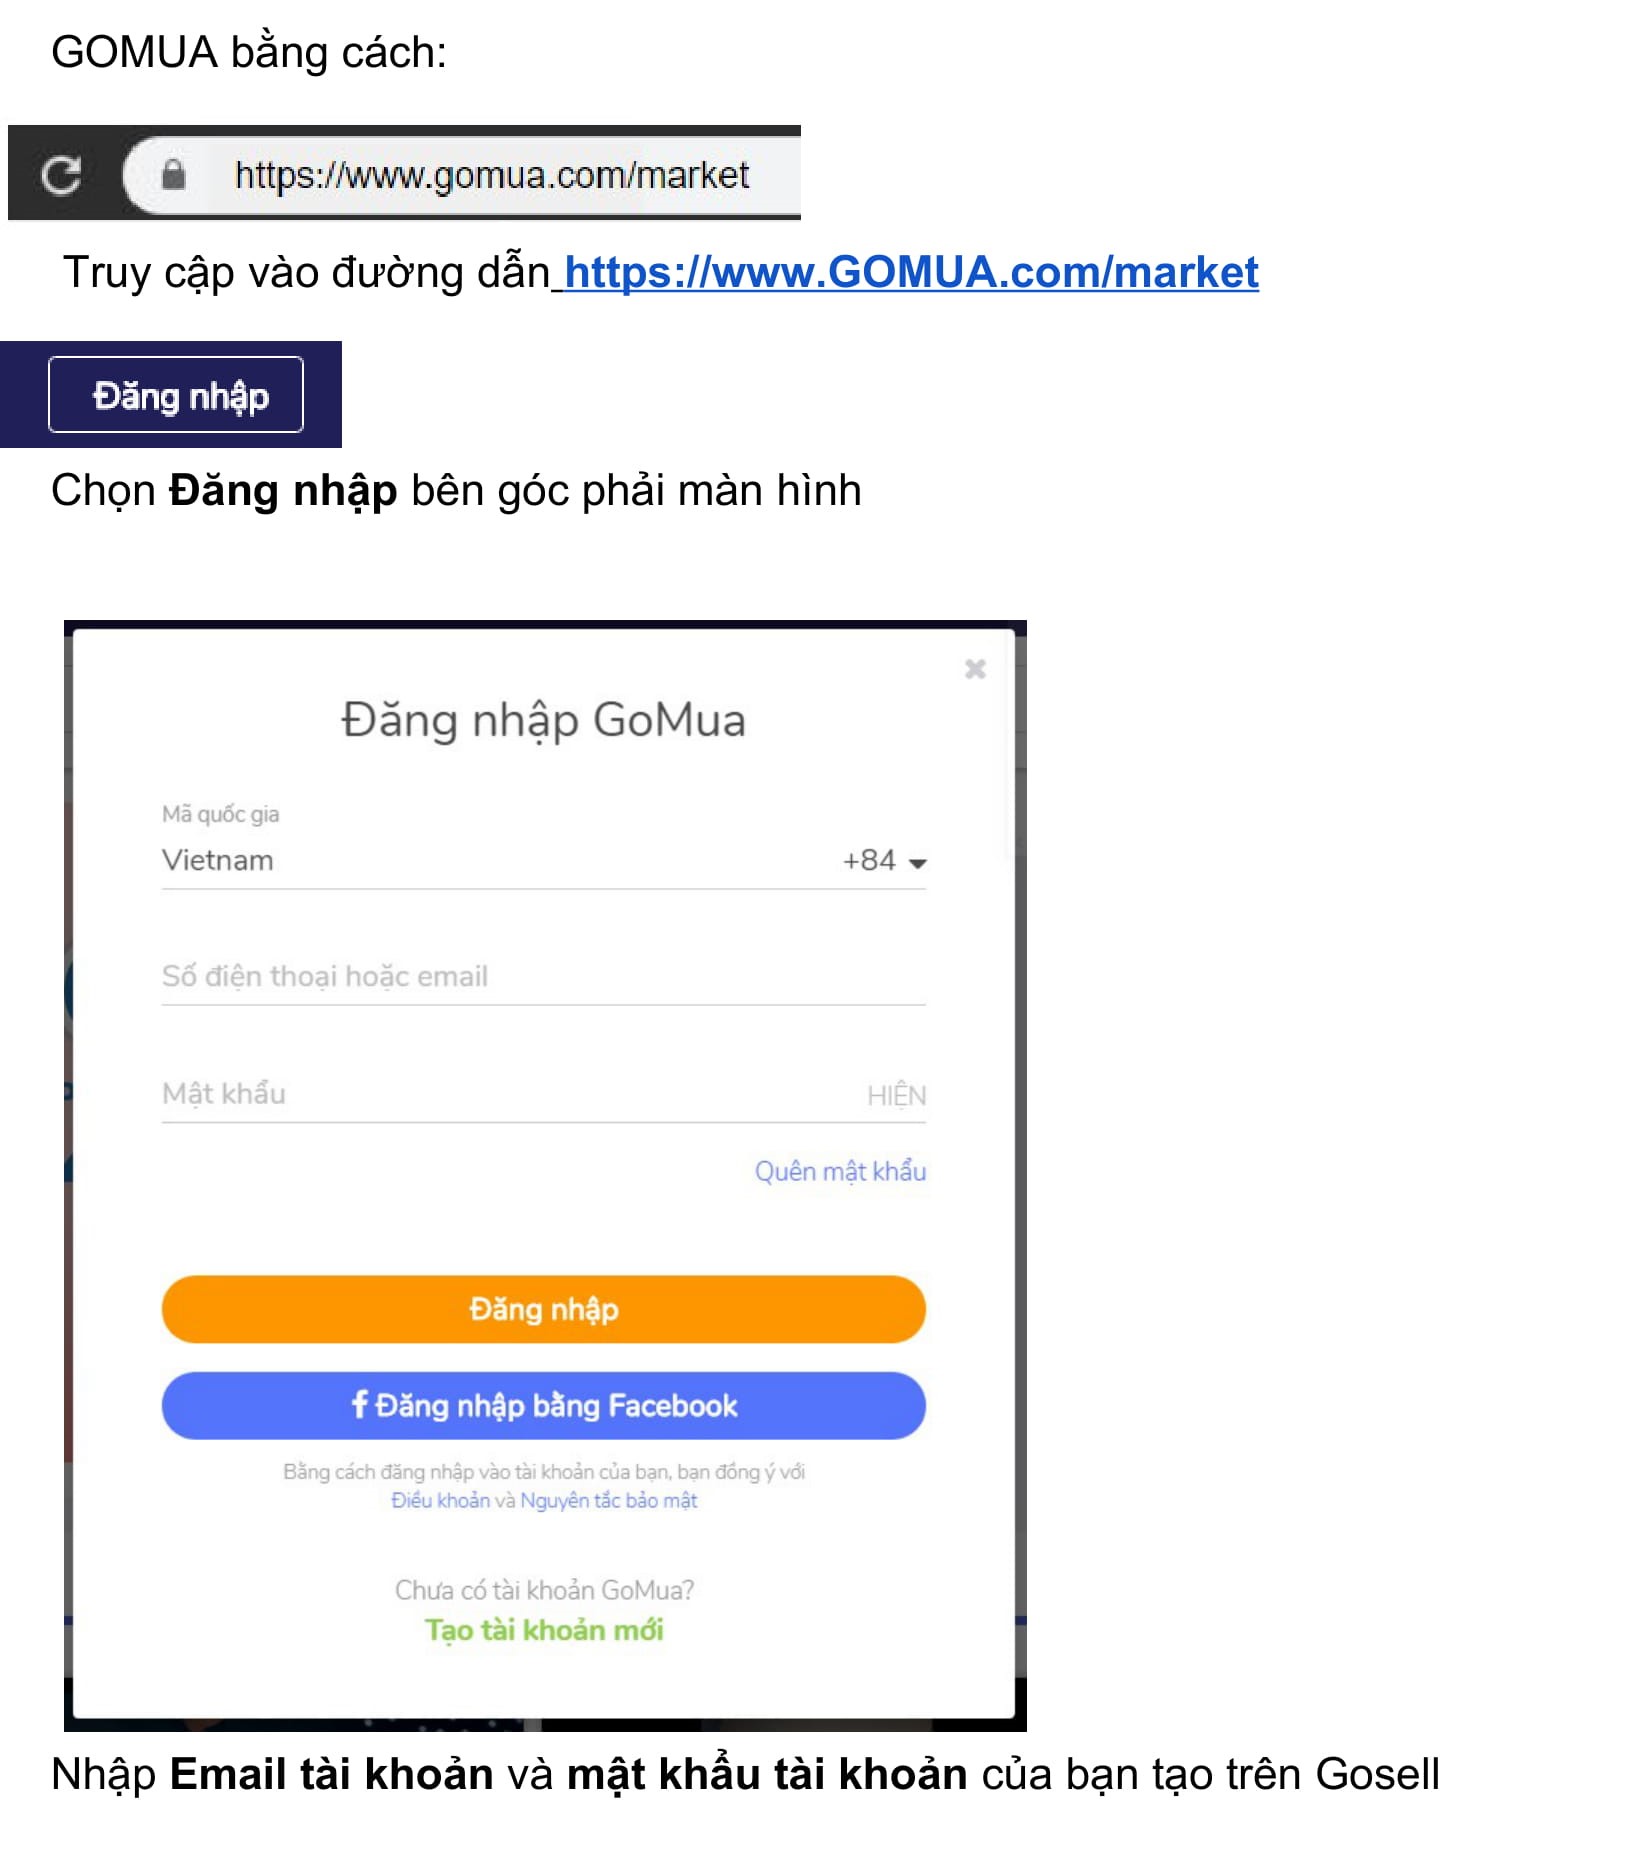 GOMUA bằng cách:
https://www.gomua.com/market
Truy cập vào đường dẫn https://www.GOMUA.com/market
Đăng nhập
Chọn Đăng nhập bên góc phải màn hình
Đăng nhập GoMua
Mã quốc gia
Vietnam +84
Số điện thoại hoặc email
Mật khẩu HIỆN
Quên mật khẩu
Đăng nhập
f Đăng nhập bằng Facebook
Bằng cách đăng nhập vào tài khoản của bạn, bạn đồng ý với
Điều khoản và Nguyên tắc bảo mật
Chưa có tài khoản GoMua?
Tạo tài khoản mới
Nhập Email tài khoản và mật khẩu tài khoản của bạn tạo trên Gosell